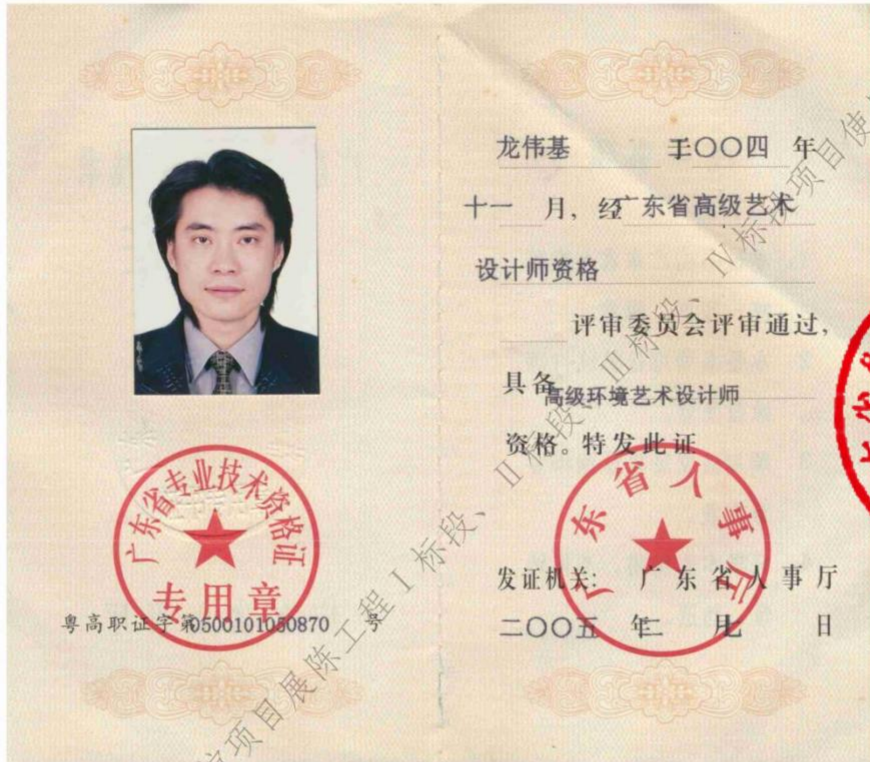 广东省专业技术资格证
专用章
粤高职证字第0500101050870号
龙伟基 于二〇〇四 年
十一 月，经广东省高级艺术
设计师资格
评审委员会评审通过，
具备高级环境艺术设计师
资格。特发此证
广东省人事厅
发证机关： 广东省人事厅
二〇〇五 年二 月七 日
项目展陈工程Ⅰ标段、Ⅱ标段、Ⅲ标段、Ⅳ标段项目使